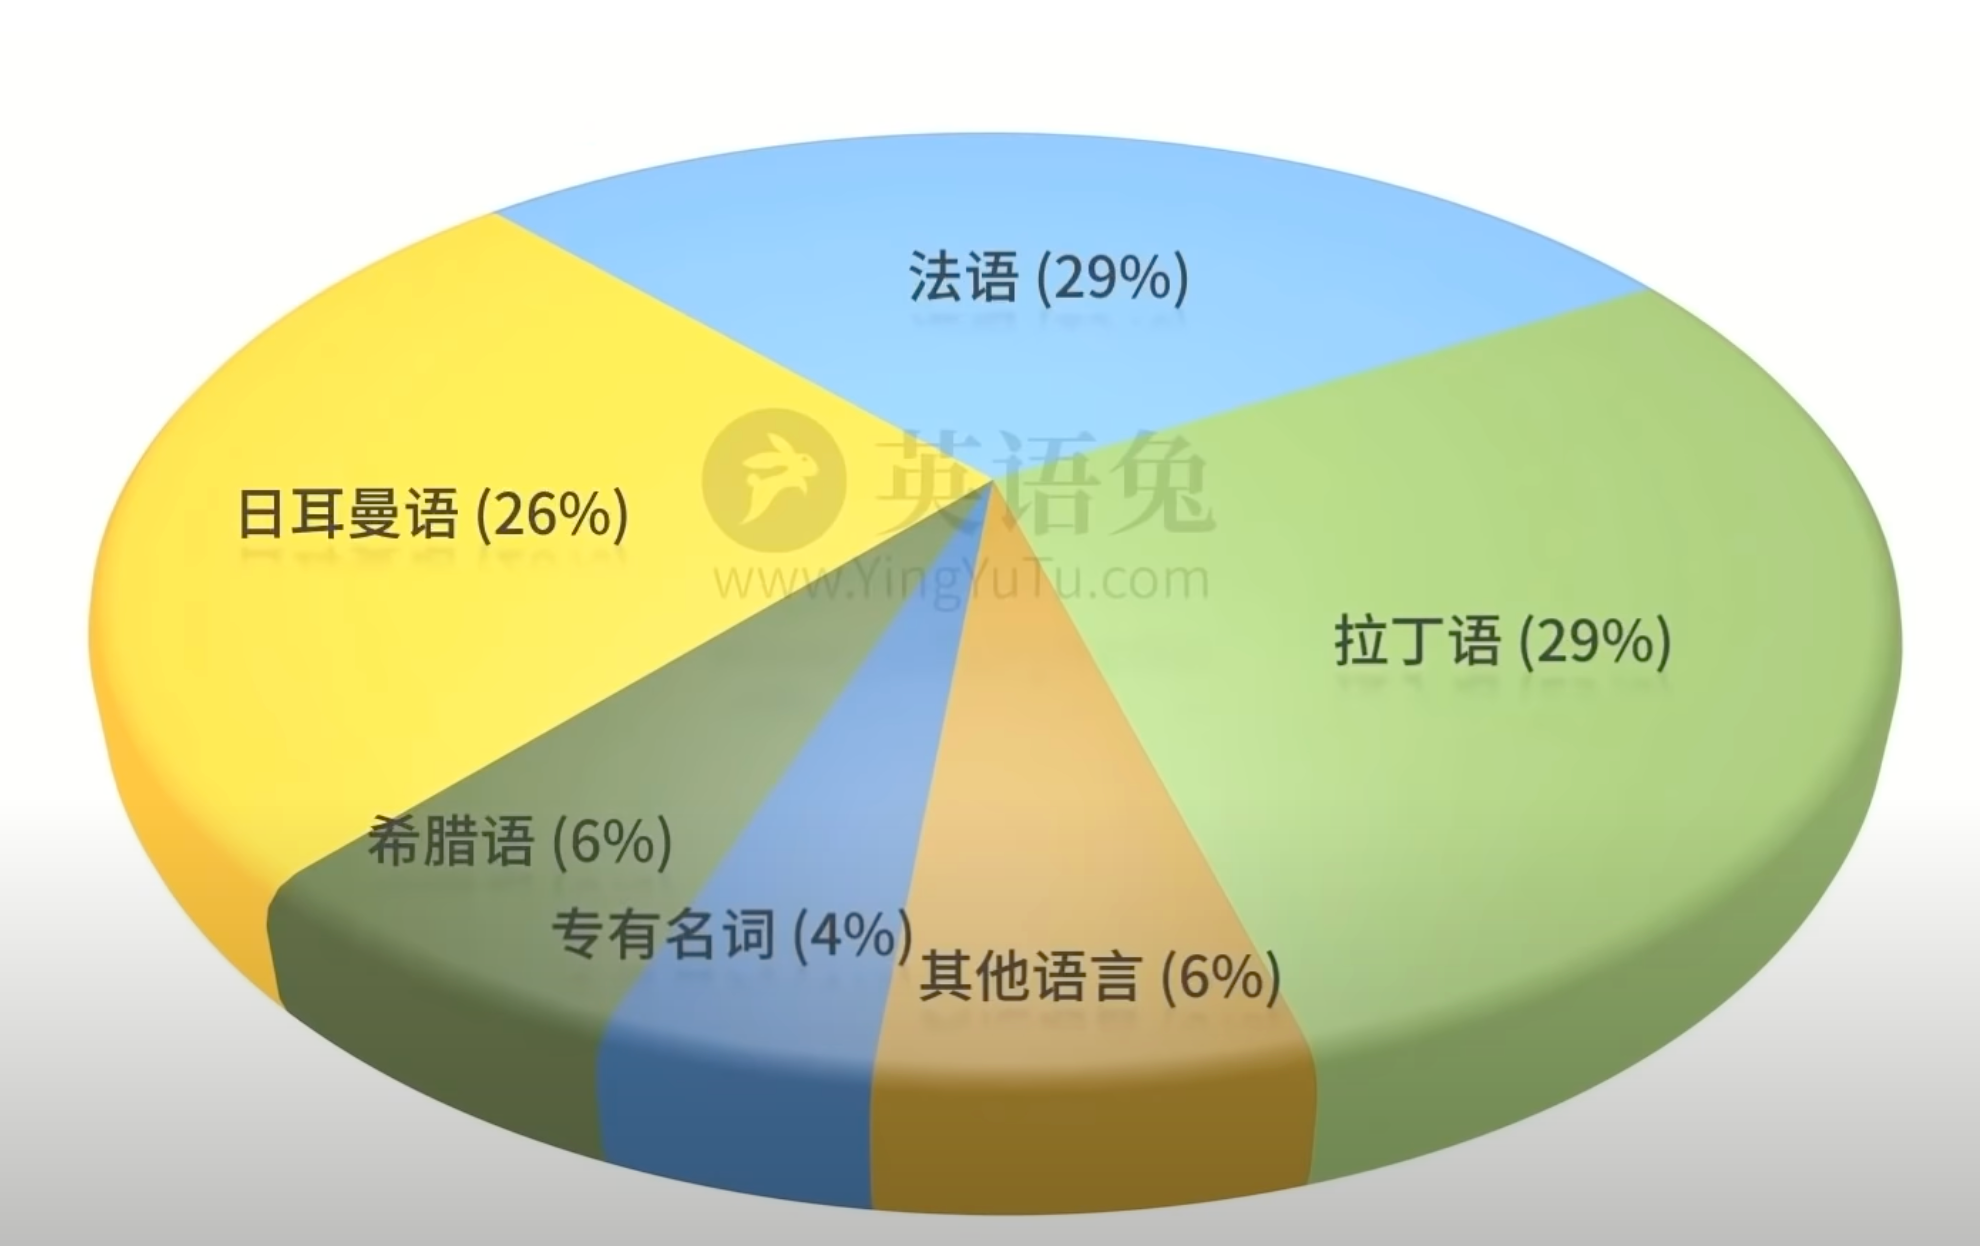 法语 (29%)
英语兔
www.YingYuTu.com
日耳曼语 (26%)
拉丁语 (29%)
希腊语 (6%)
专有名词 (4%)
其他语言 (6%)